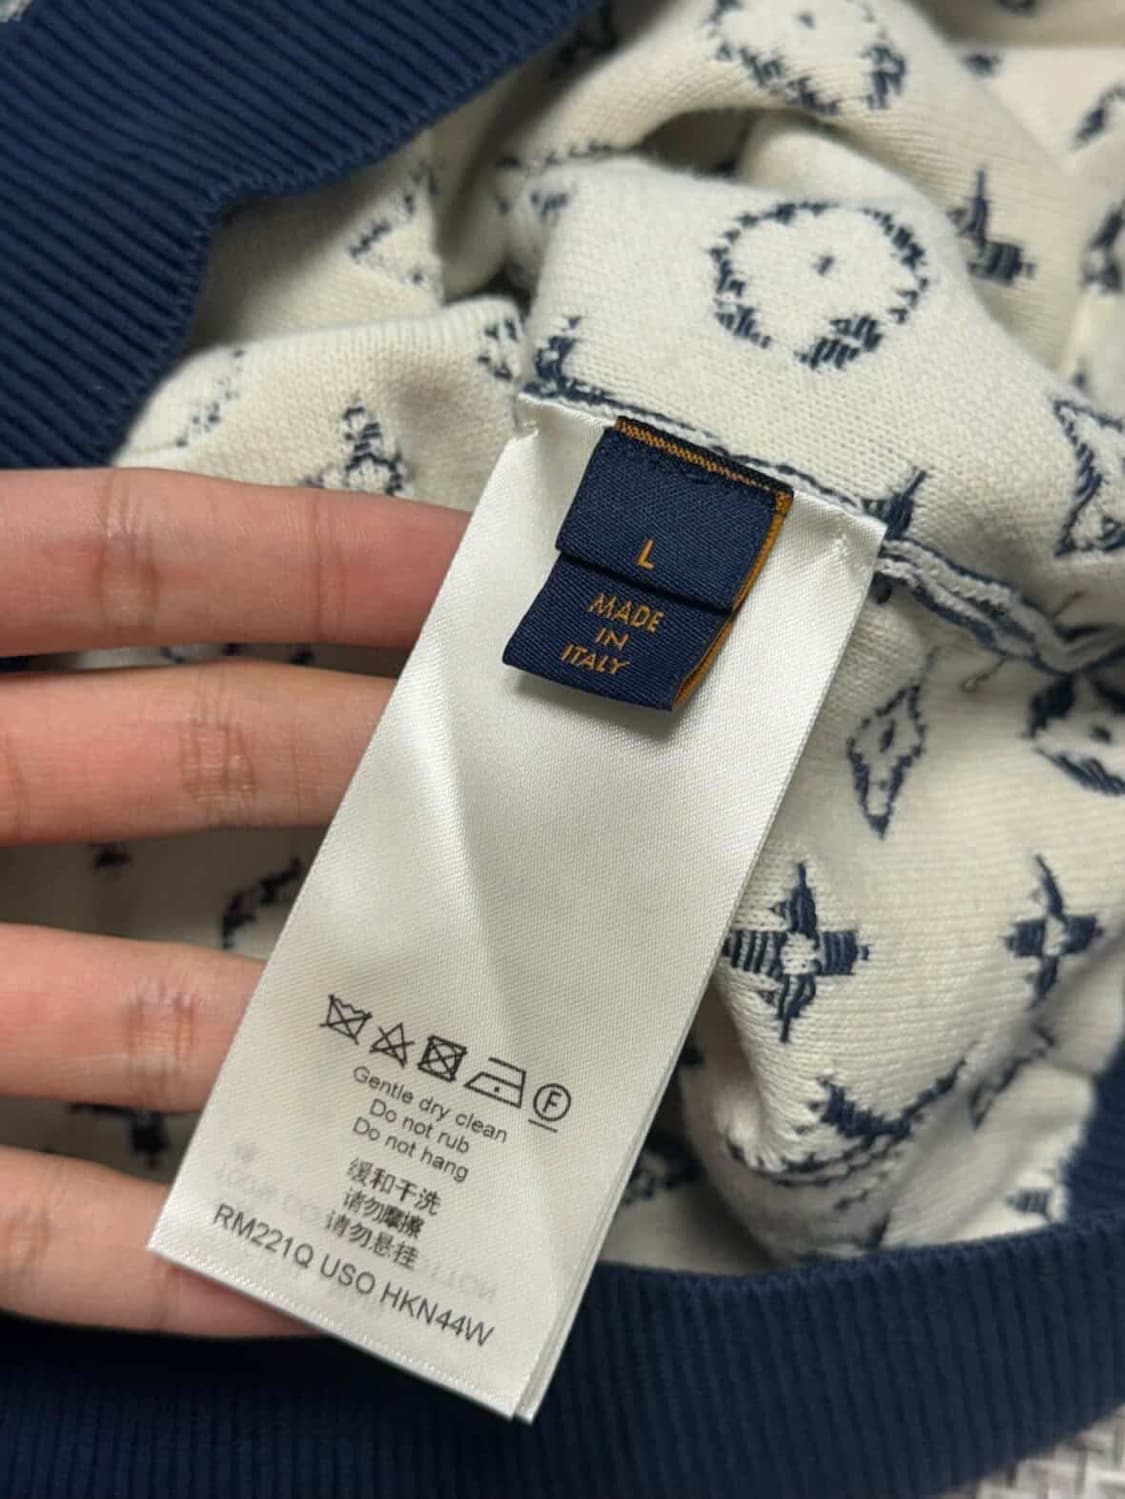 L
MADE
IN
ITALY
F
Gentle dry clean
Do not rub
Do not hang
缓和干洗
请勿摩擦
请勿悬挂
RM221Q USO HKN44W